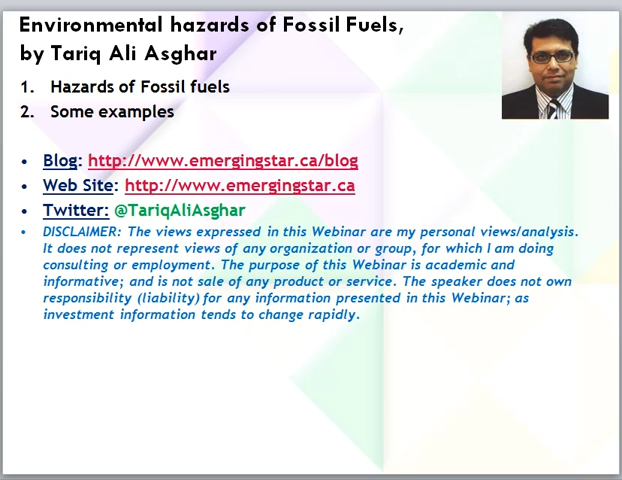 Environmental hazards of Fossil Fuels,
by Tariq Ali Asghar
1. Hazards of Fossil fuels
2. Some examples
• Blog: http://www.emergingstar.ca/blog
• Web Site: http://www.emergingstar.ca
• Twitter: @TariqAliAsghar
• DISCLAIMER: The views expressed in this Webinar are my personal views/analysis.
It does not represent views of any organization or group, for which I am doing
consulting or employment. The purpose of this Webinar is academic and
informative; and is not sale of any product or service. The speaker does not own
responsibility (liability) for any information presented in this Webinar; as
investment information tends to change rapidly.